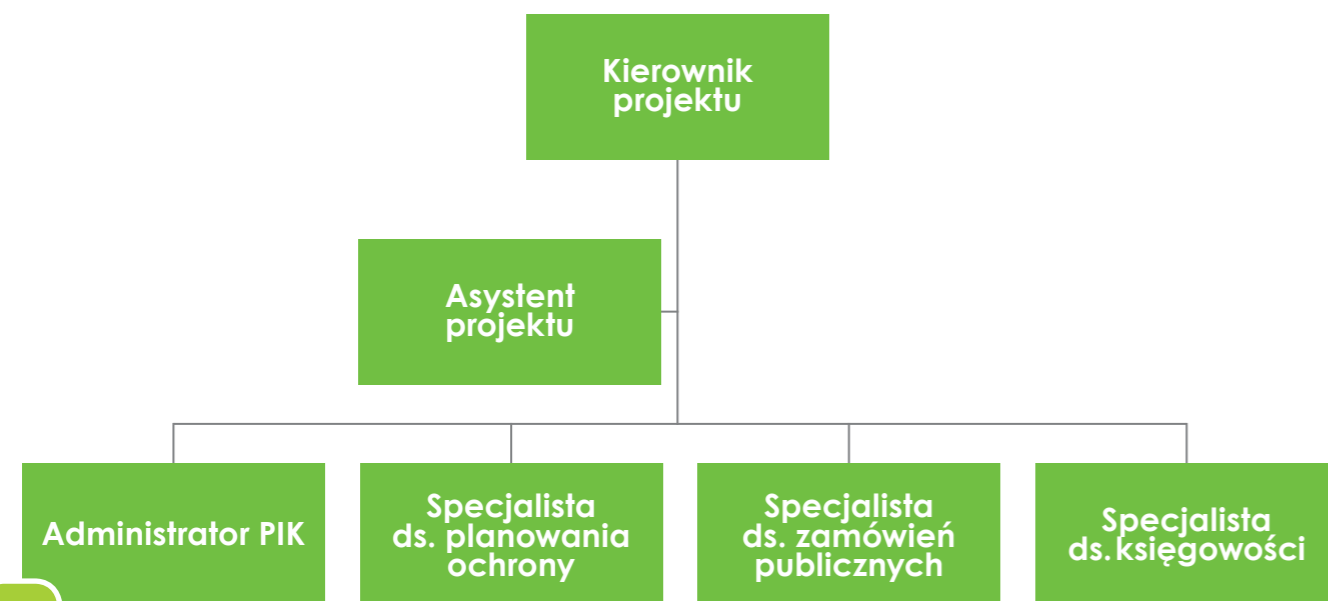 Kierownik
projektu
Asystent
projektu
Administrator PIK
Specjalista
ds. planowania
ochrony
Specjalista
ds. zamówień
publicznych
Specjalista
ds. księgowości